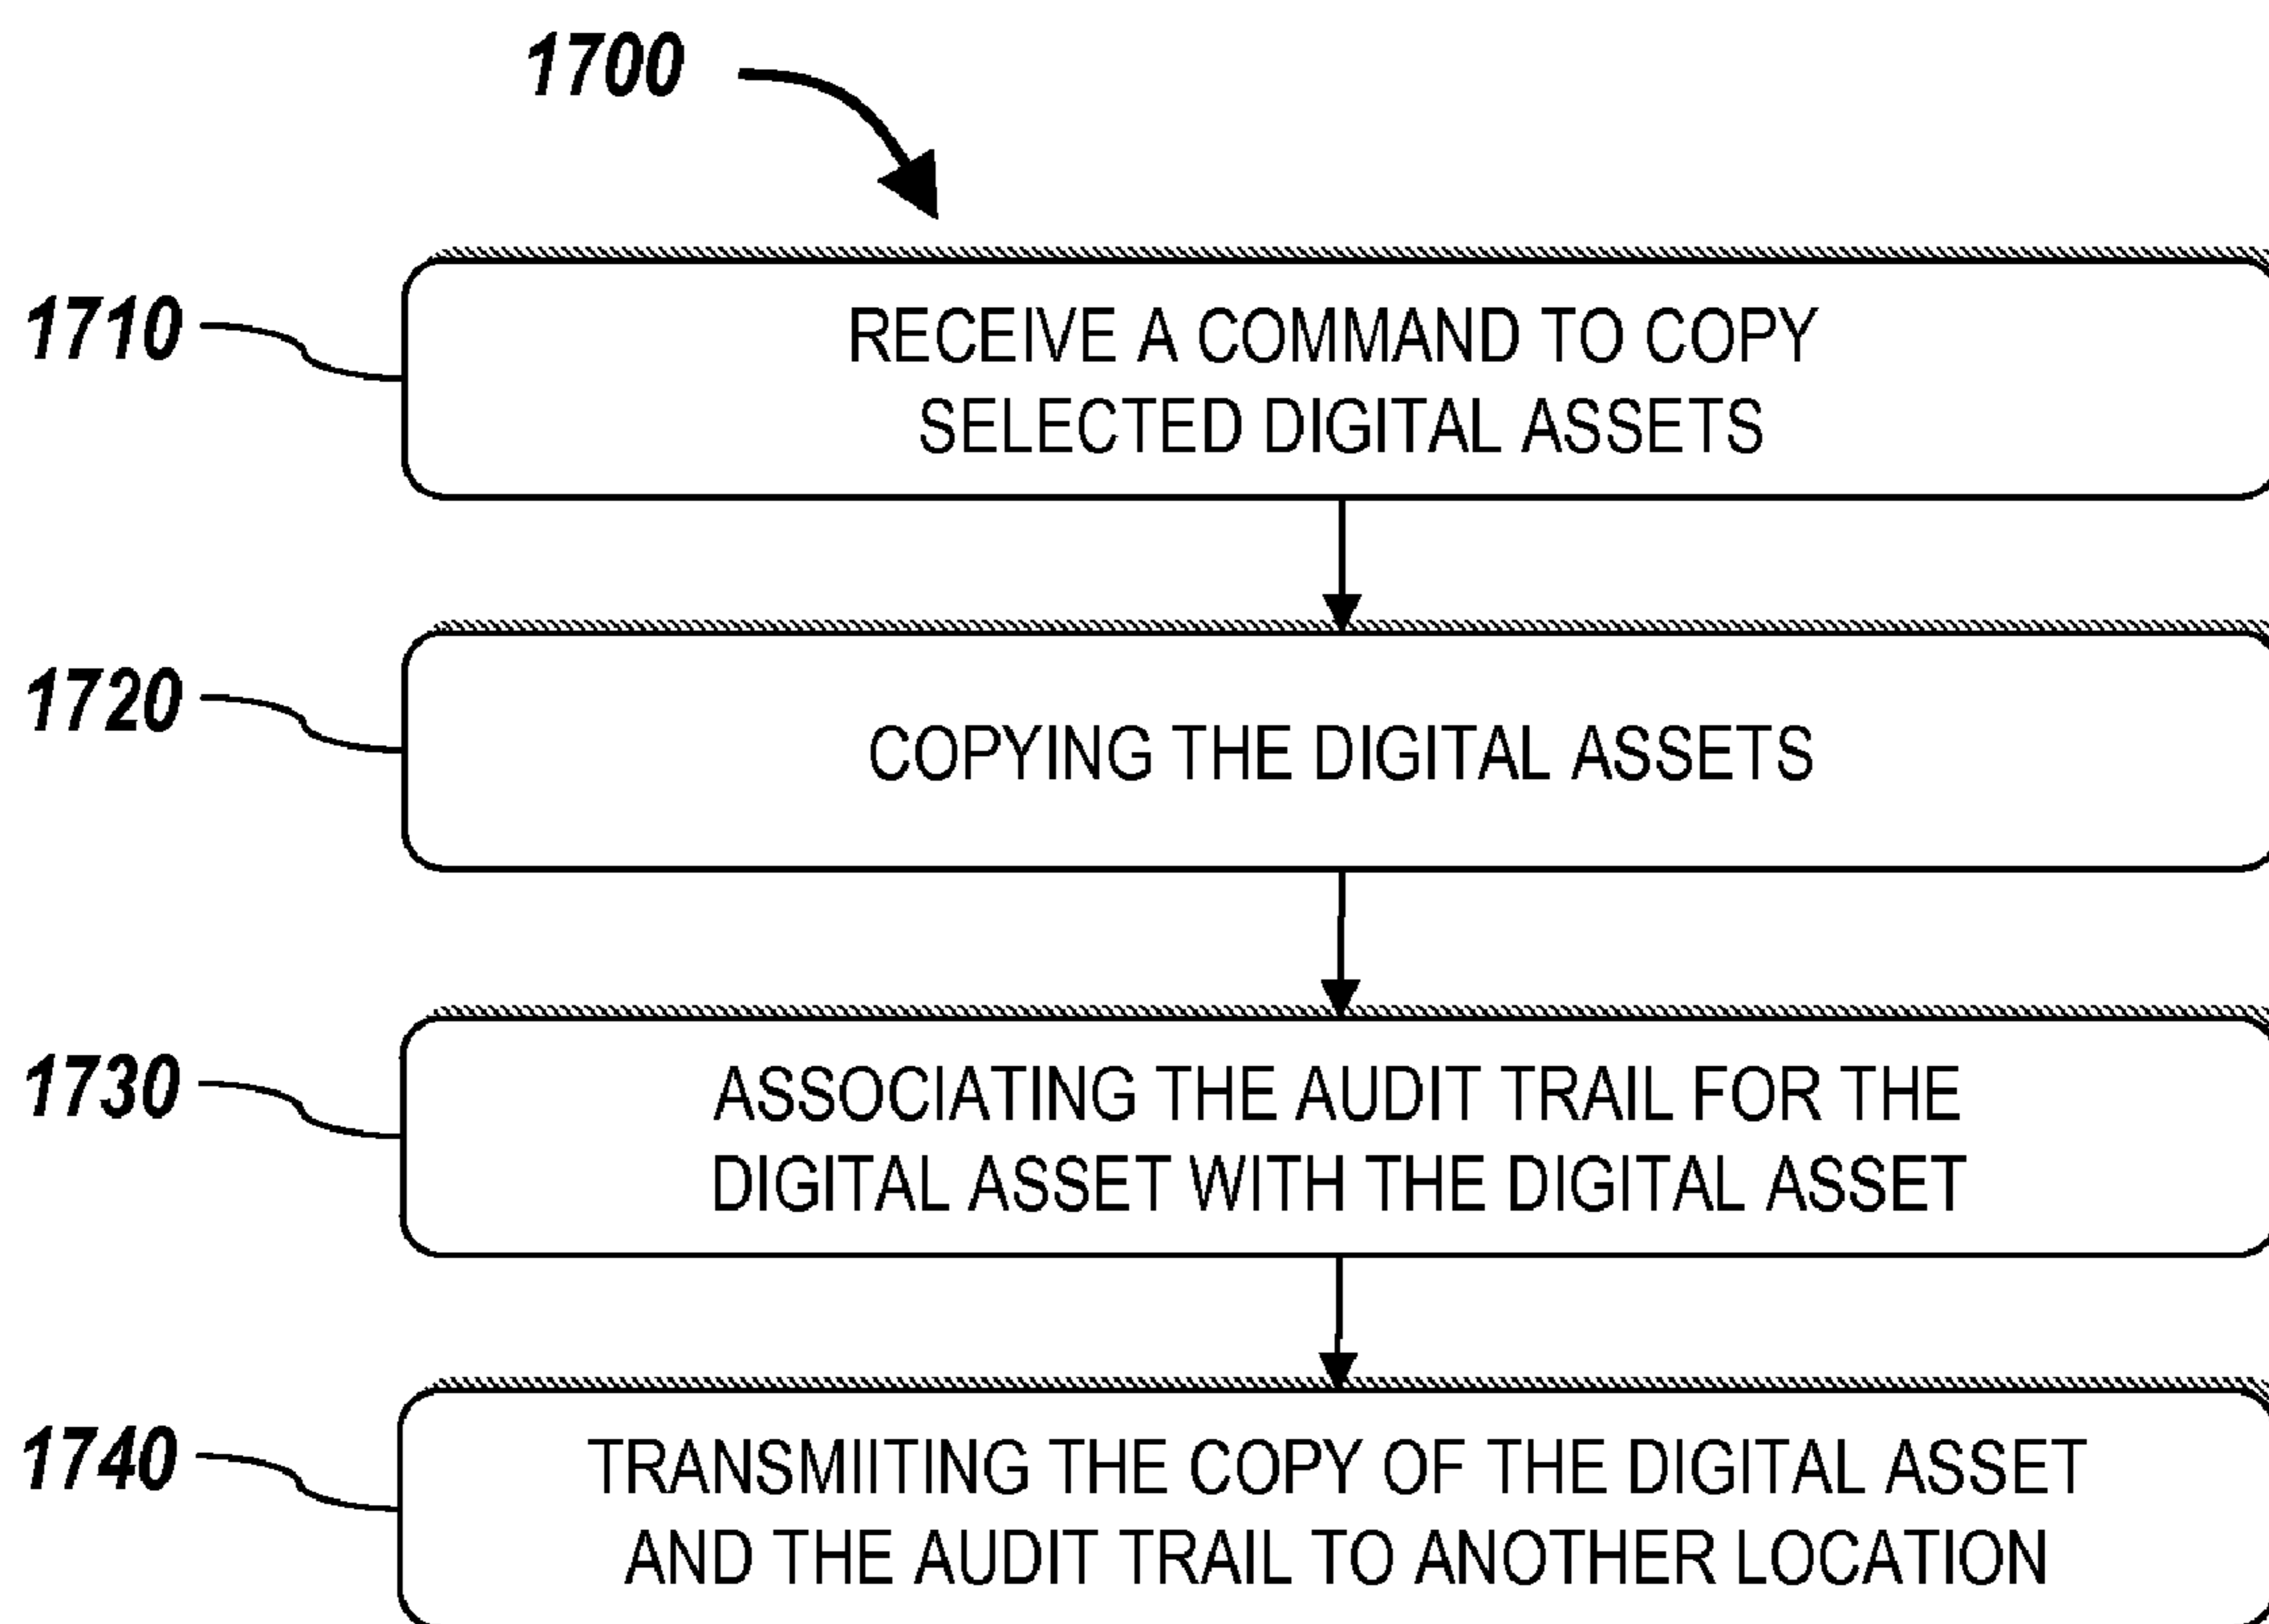 1700
1710
RECEIVE A COMMAND TO COPY
SELECTED DIGITAL ASSETS
1720
COPYING THE DIGITAL ASSETS
1730
ASSOCIATING THE AUDIT TRAIL FOR THE
DIGITAL ASSET WITH THE DIGITAL ASSET
1740
TRANSMIITING THE COPY OF THE DIGITAL ASSET
AND THE AUDIT TRAIL TO ANOTHER LOCATION